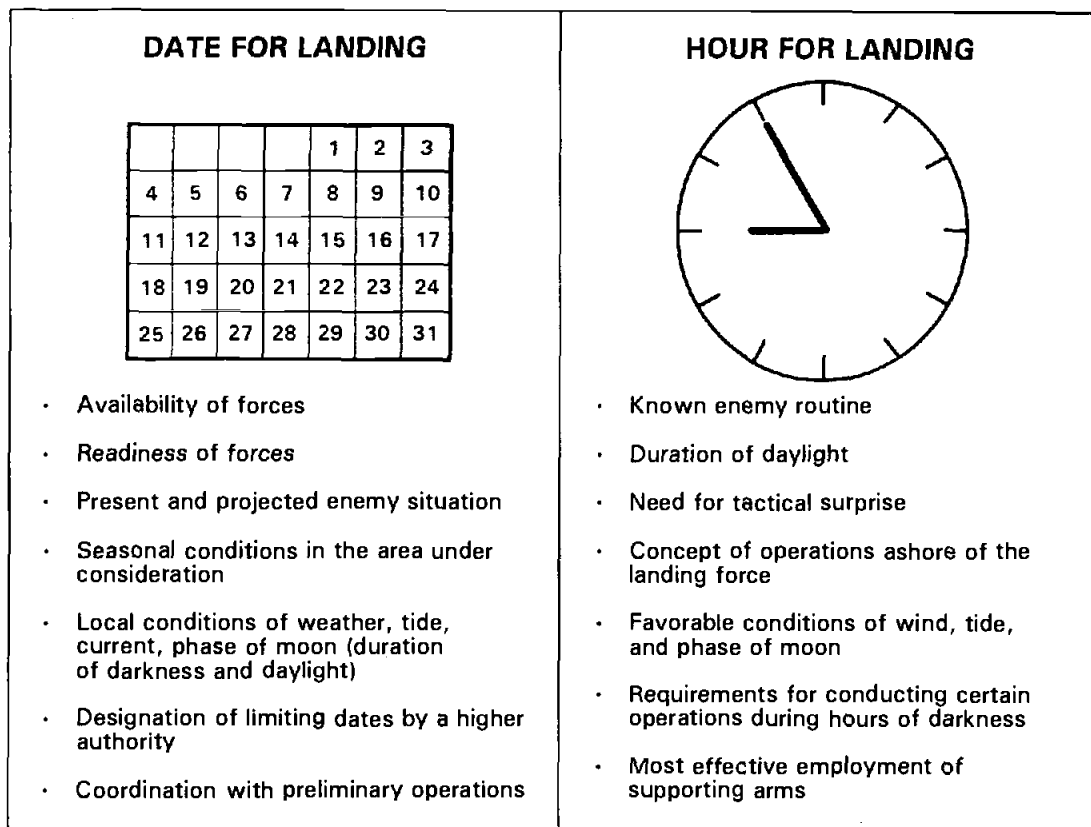 DATE FOR LANDING
1 2 3
4 5 6 7 8 9 10
11 12 13 14 15 16 17
18 19 20 21 22 23 24
25 26 27 28 29 30 31
· Availability of forces
· Readiness of forces
· Present and projected enemy situation
· Seasonal conditions in the area under
consideration
· Local conditions of weather, tide,
current, phase of moon (duration
of darkness and daylight)
· Designation of limiting dates by a higher
authority
· Coordination with preliminary operations
HOUR FOR LANDING
· Known enemy routine
· Duration of daylight
· Need for tactical surprise
· Concept of operations ashore of the
landing force
· Favorable conditions of wind, tide,
and phase of moon
· Requirements for conducting certain
operations during hours of darkness
· Most effective employment of
supporting arms